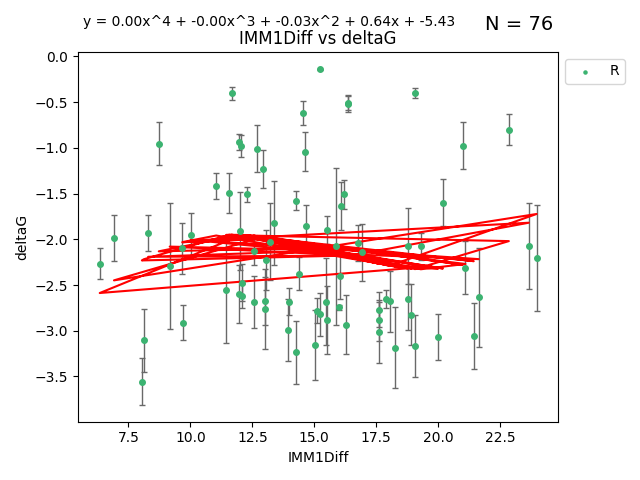 y = 0.00x^4 + -0.00x^3 + -0.03x^2 + 0.64x + -5.43
N = 76
IMM1Diff vs deltaG
R
deltaG
0.0
−0.5
−1.0
−1.5
−2.0
−2.5
−3.0
−3.5
7.5 10.0 12.5 15.0 17.5 20.0 22.5
IMM1Diff